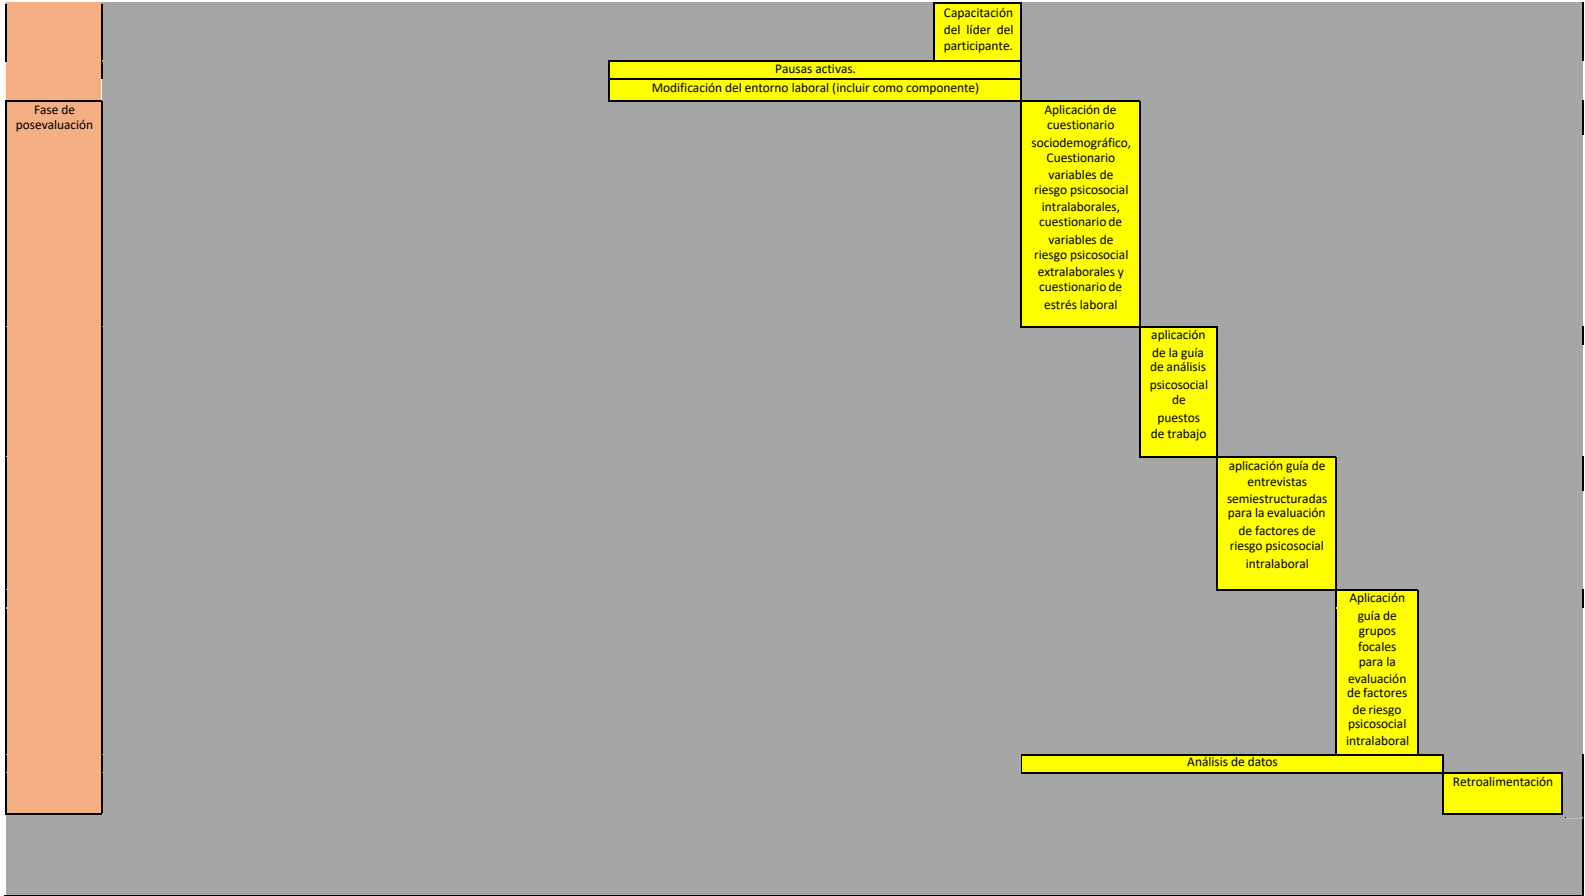 Capacitación
del líder del
participante.
Pausas activas.
Modificación del entorno laboral (incluir como componente)
Fase de
posevaluación
Aplicación de
cuestionario
sociodemográfico,
Cuestionario
variables de
riesgo psicosocial
intralaborales,
cuestionario de
variables de
riesgo psicosocial
extralaborales y
cuestionario de
estrés laboral
aplicación
de la guía
de análisis
psicosocial
de
puestos
de trabajo
aplicación guía de
entrevistas
semiestructuradas
para la evaluación
de factores de
riesgo psicosocial
intralaboral
Aplicación
guía de
grupos
focales
para la
evaluación
de factores
de riesgo
psicosocial
intralaboral
Análisis de datos
Retroalimentación